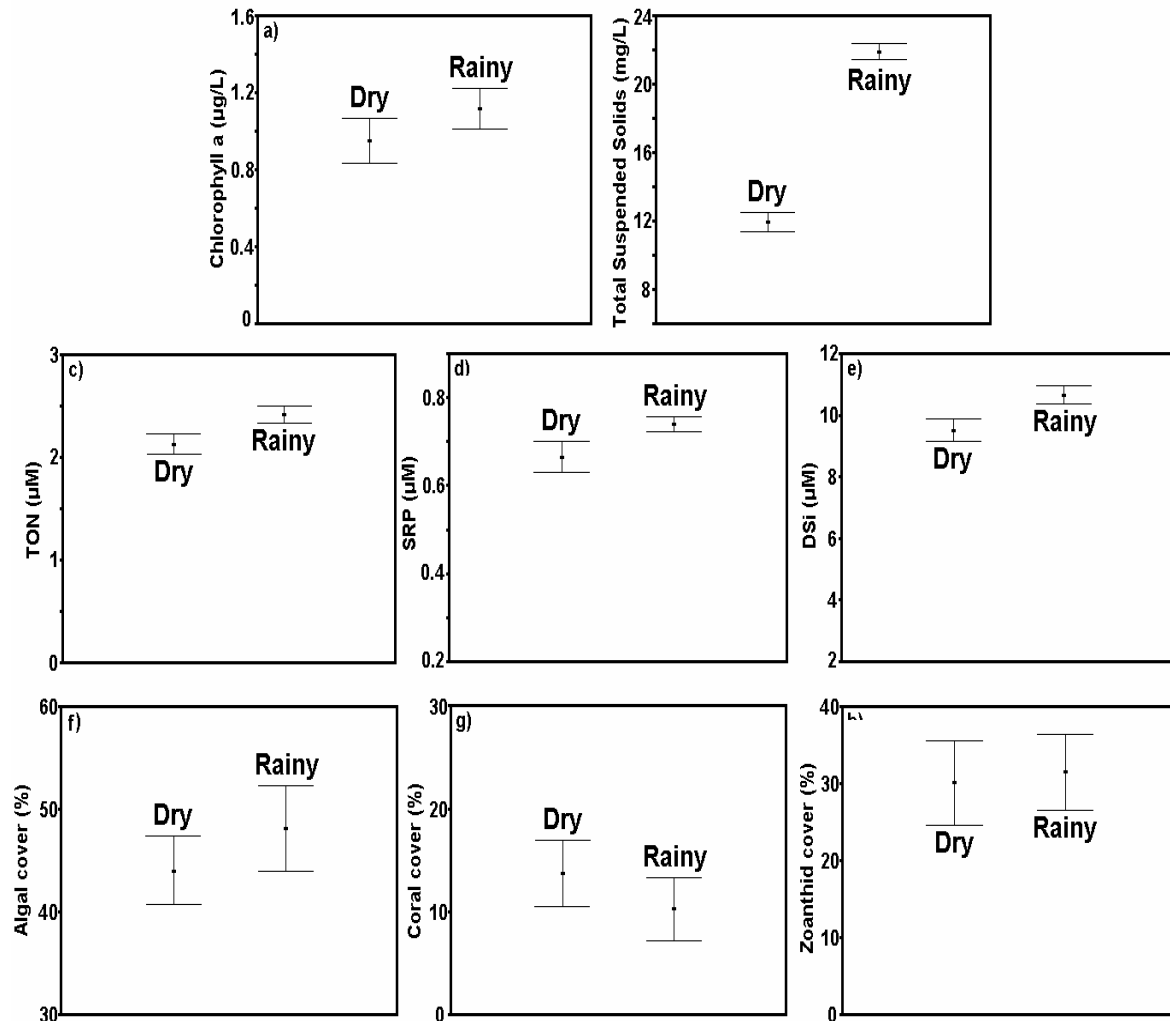 a)
Chlorophyll a (µg/L)
1.6
1.2
0.8
0.4
0
Dry
Rainy
Total Suspended Solids (mg/L)
24
20
16
12
8
Dry
Rainy
c)
TON (µM)
3
2
1
0
Dry
Rainy
d)
SRP (µM)
0.8
0.6
0.4
0.2
Dry
Rainy
e)
DSi (µM)
12
10
8
6
4
2
Dry
Rainy
f)
Algal cover (%)
60
50
40
30
Dry
Rainy
g)
Coral cover (%)
30
20
10
0
Dry
Rainy
Zoanthid cover (%)
40
30
20
10
0
Dry
Rainy